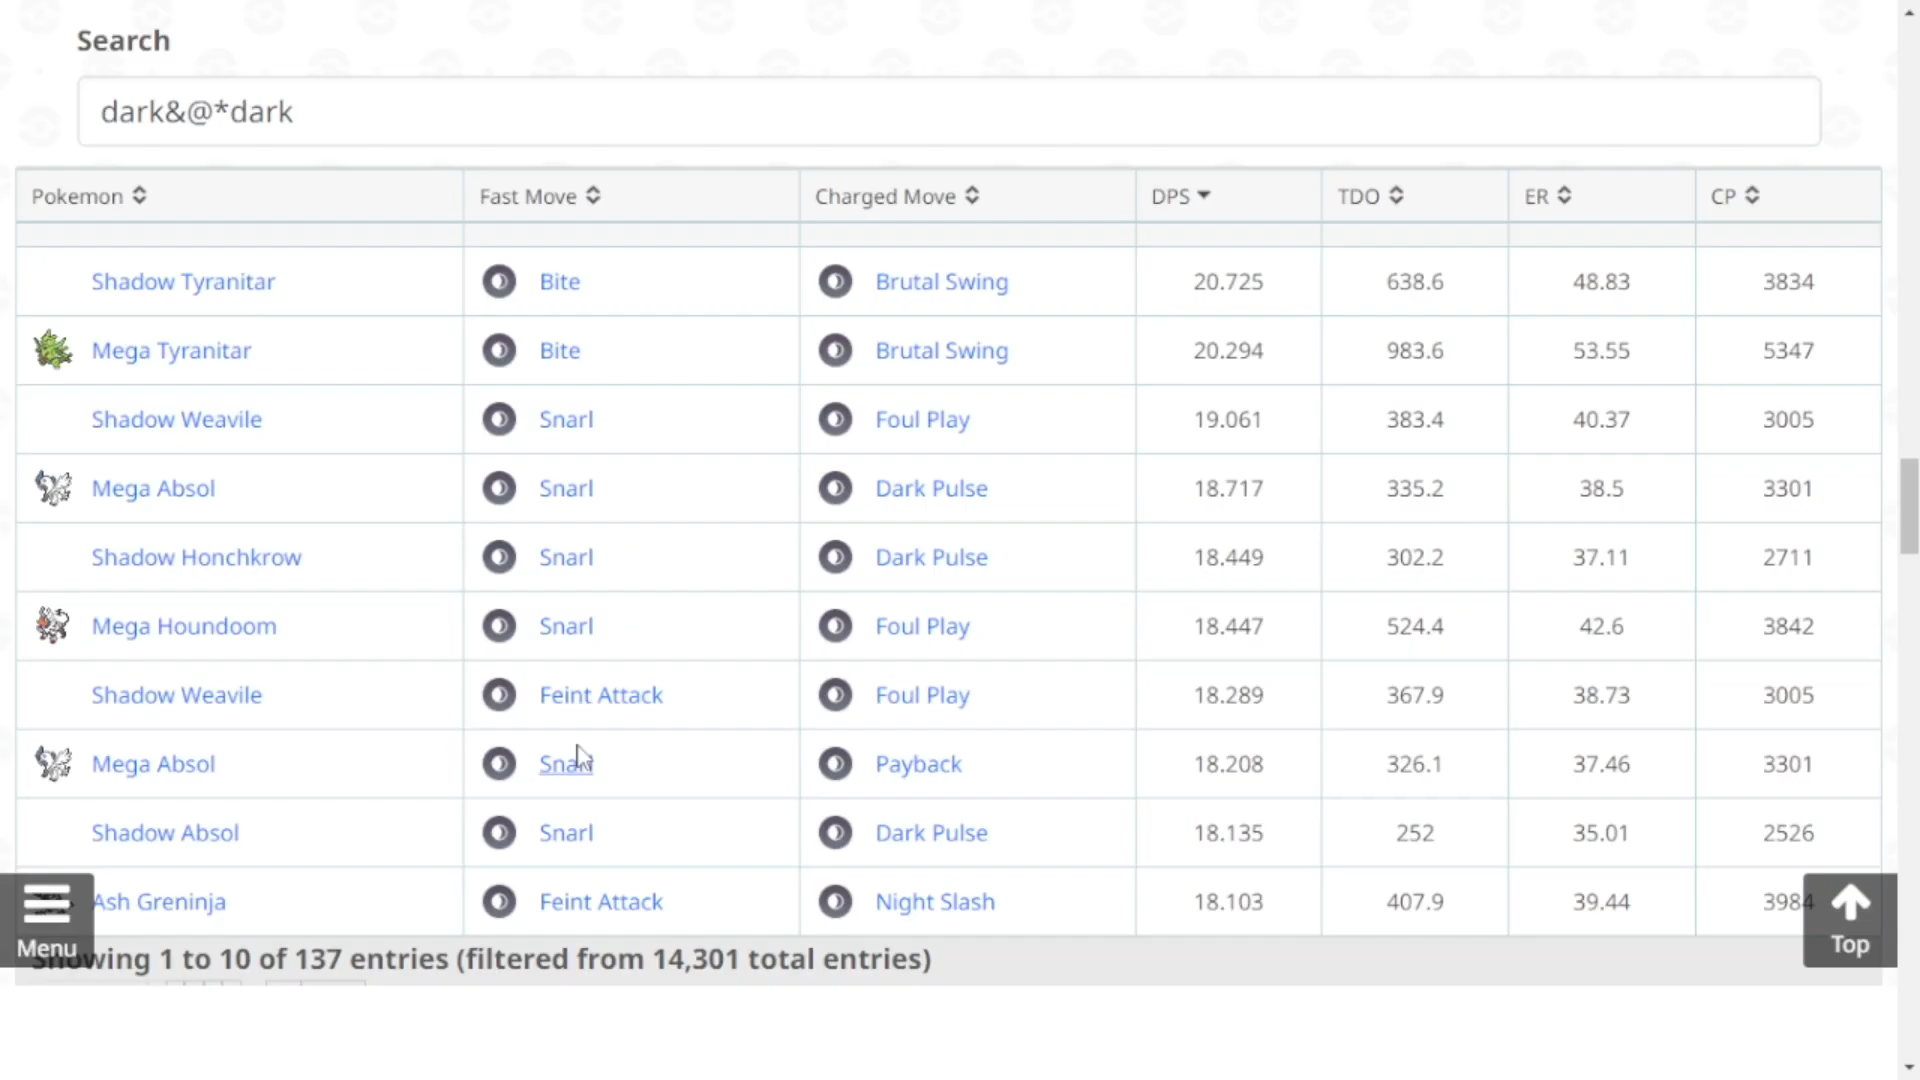 Search
dark&@*dark
Pokemon Fast Move Charged Move DPS TDO ER CP
Shadow Tyranitar Bite Brutal Swing 20.725 638.6 48.83 3834
Mega Tyranitar Bite Brutal Swing 20.294 983.6 53.55 5347
Shadow Weavile Snarl Foul Play 19.061 383.4 40.37 3005
Mega Absol Snarl Dark Pulse 18.717 335.2 38.5 3301
Shadow Honchkrow Snarl Dark Pulse 18.449 302.2 37.11 2711
Mega Houndoom Snarl Foul Play 18.447 524.4 42.6 3842
Shadow Weavile Feint Attack Foul Play 18.289 367.9 38.73 3005
Mega Absol Snarl Payback 18.208 326.1 37.46 3301
Shadow Absol Snarl Dark Pulse 18.135 252 35.01 2526
Ash Greninja Feint Attack Night Slash 18.103 407.9 39.44 3984
Menu
Showing 1 to 10 of 137 entries (filtered from 14,301 total entries)
Top